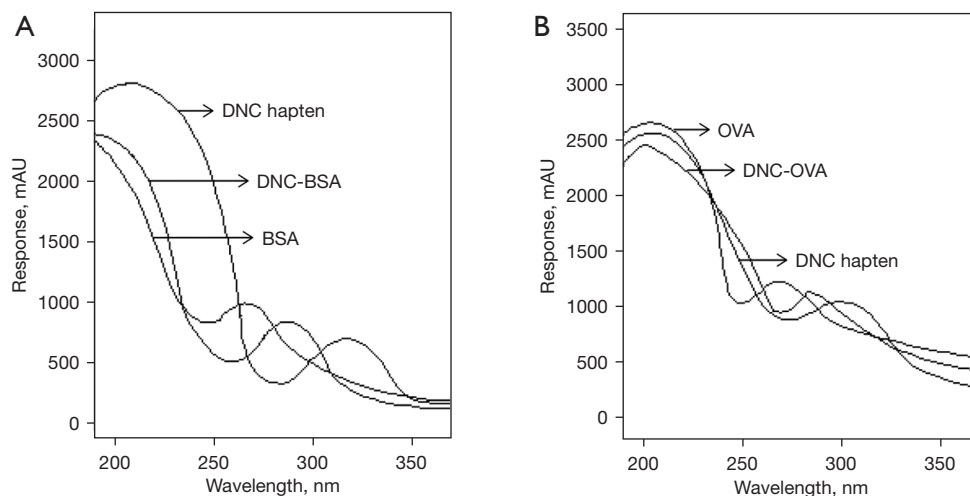 A
3000
2500
2000
1500
1000
500
0
Response, mAU
DNC hapten
DNC-BSA
BSA
200 250 300 350
Wavelength, nm
B
3500
3000
2500
2000
1500
1000
500
0
Response, mAU
OVA
DNC-OVA
DNC hapten
200 250 300 350
Wavelength, nm